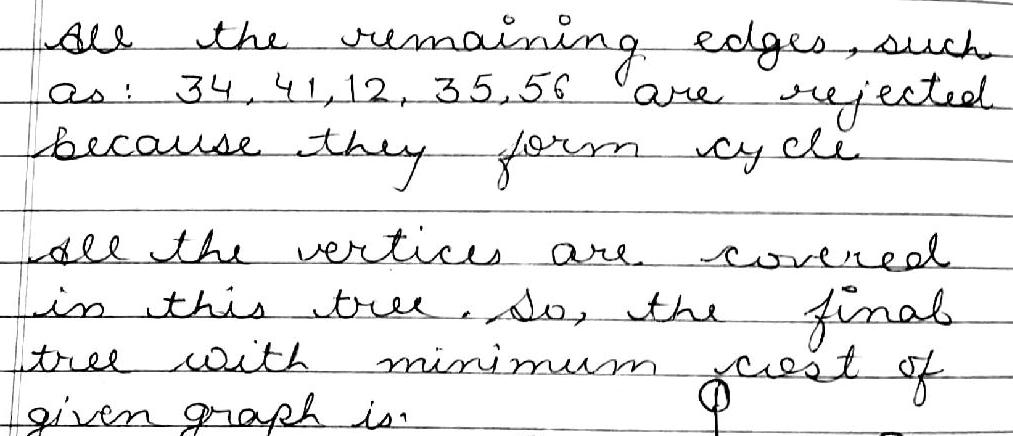 All the remaining edges, such
as: 34, 41, 12, 35, 56 are rejected
because they form cycle
All the vertices are covered
in this tree. So, the final
tree with minimum cost of
given graph is:
1